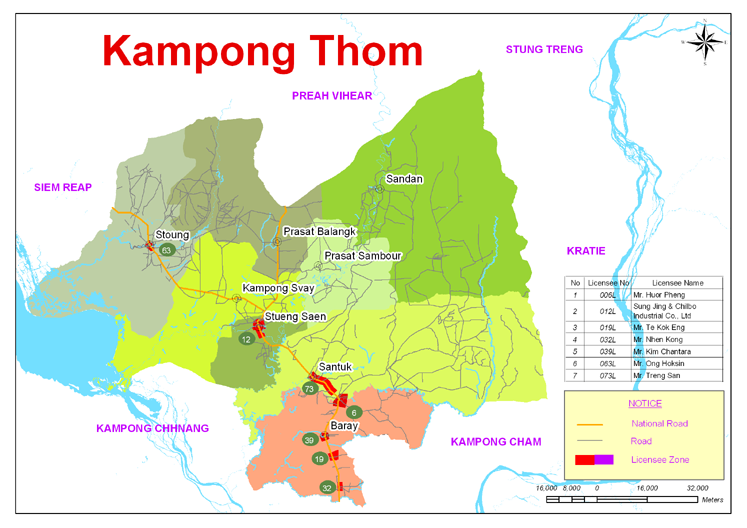 Kampong Thom
STUNG TRENG
PREAH VIHEAR
SIEM REAP
Sandan
Stoung
63
Prasat Balangk
Prasat Sambour
KRATIE
Kampong Svay
Stueng Saen
12
Santuk
73
6
Baray
39
19
32
KAMPONG CHHNANG
KAMPONG CHAM
No Licensee No Licensee Name
1 006L Mr. Huor Pheng
2 012L Sung Jing & Chilbo
Industrial Co., Ltd
3 019L Mr. Te Kok Eng
4 032L Mr. Nhen Kong
5 039L Mr. Kim Chantara
6 063L Mr. Ong Hoksin
7 073L Mr. Treng San
NOTICE
National Road
Road
Licensee Zone
16,000 8,000 0 16,000 32,000
Meters